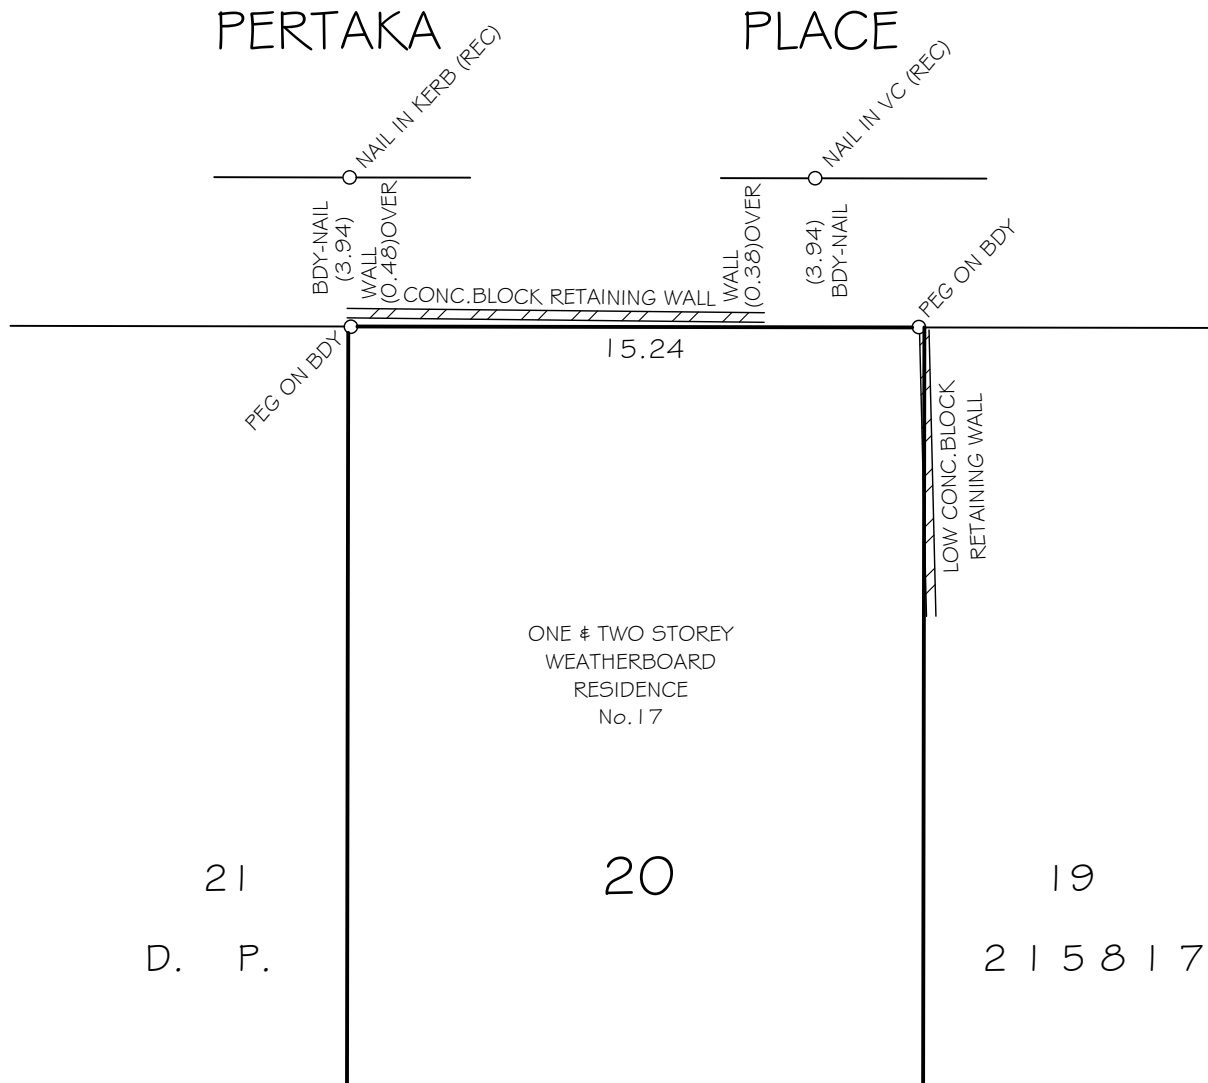 PERTAKA PLACE
NAIL IN KERB (REC)
NAIL IN VC (REC)
BDY-NAIL
(3.94)
WALL
(0.48)OVER
CONC.BLOCK RETAINING WALL
WALL
(0.38)OVER
(3.94)
BDY-NAIL
PEG ON BDY
PEG ON BDY
15.24
LOW CONC.BLOCK
RETAINING WALL
ONE & TWO STOREY
WEATHERBOARD
RESIDENCE
No.17
21
20
19
D. P.
215817